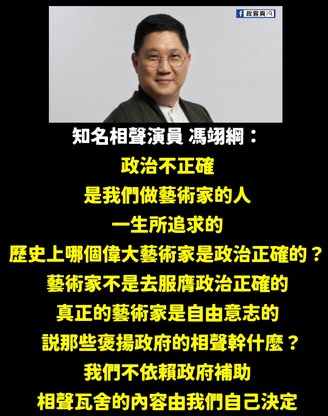 政客爽
知名相聲演員 馮翊綱：
政治不正確
是我們做藝術家的人
一生所追求的
歷史上哪個偉大藝術家是政治正確的？
藝術家不是去服膺政治正確的
真正的藝術家是自由意志的
說那些褒揚政府的相聲幹什麼？
我們不依賴政府補助
相聲瓦舍的內容由我們自己決定